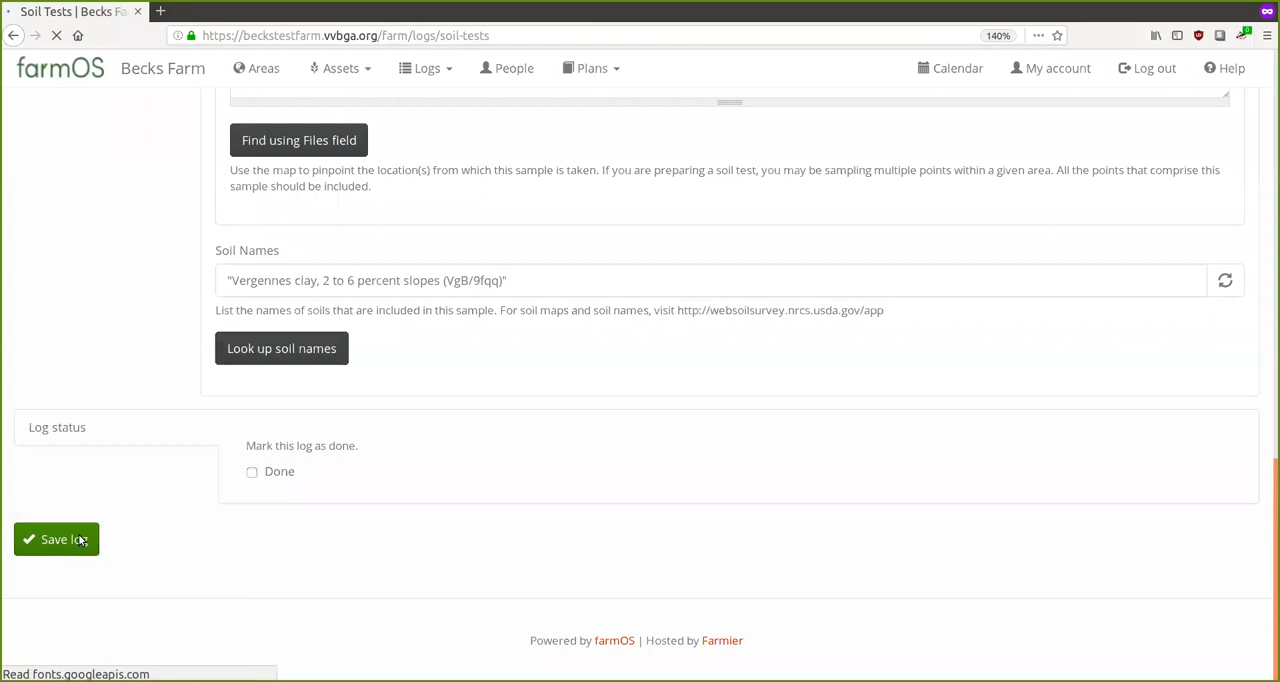 Soil Tests | Becks Fa
https://beckstestfarm.vvbga.org/farm/logs/soil-tests
140%
farmOS Becks Farm Areas Assets Logs People Plans Calendar My account Log out Help
Find using Files field
Use the map to pinpoint the location(s) from which this sample is taken. If you are preparing a soil test, you may be sampling multiple points within a given area. All the points that comprise this
sample should be included.
Soil Names
"Vergennes clay, 2 to 6 percent slopes (VgB/9fqq)"
List the names of soils that are included in this sample. For soil maps and soil names, visit http://websoilsurvey.nrcs.usda.gov/app
Look up soil names
Log status
Mark this log as done.
Done
Save log
Powered by farmOS | Hosted by Farmier
Read fonts.googleapis.com